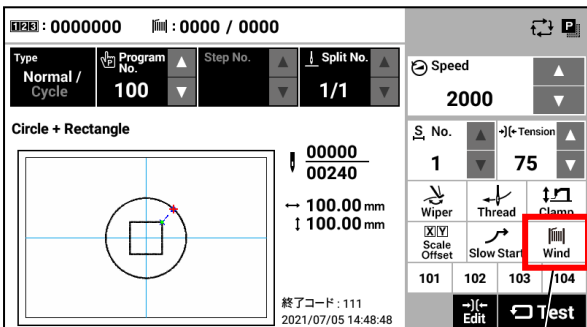 123 : 0000000 : 0000 / 0000
P
Type
Normal /
Cycle
P Program No.
100
Step No.
Split No.
1/1
Speed
2000
Circle + Rectangle
00000
00240
100.00 mm
100.00 mm
S No.
1
Tension
75
Wiper
Thread
Clamp
XY
Scale
Offset
Slow Start
Wind
101 102 103 104
終了コード : 111
2021/07/05 14:48:48
Edit
Test